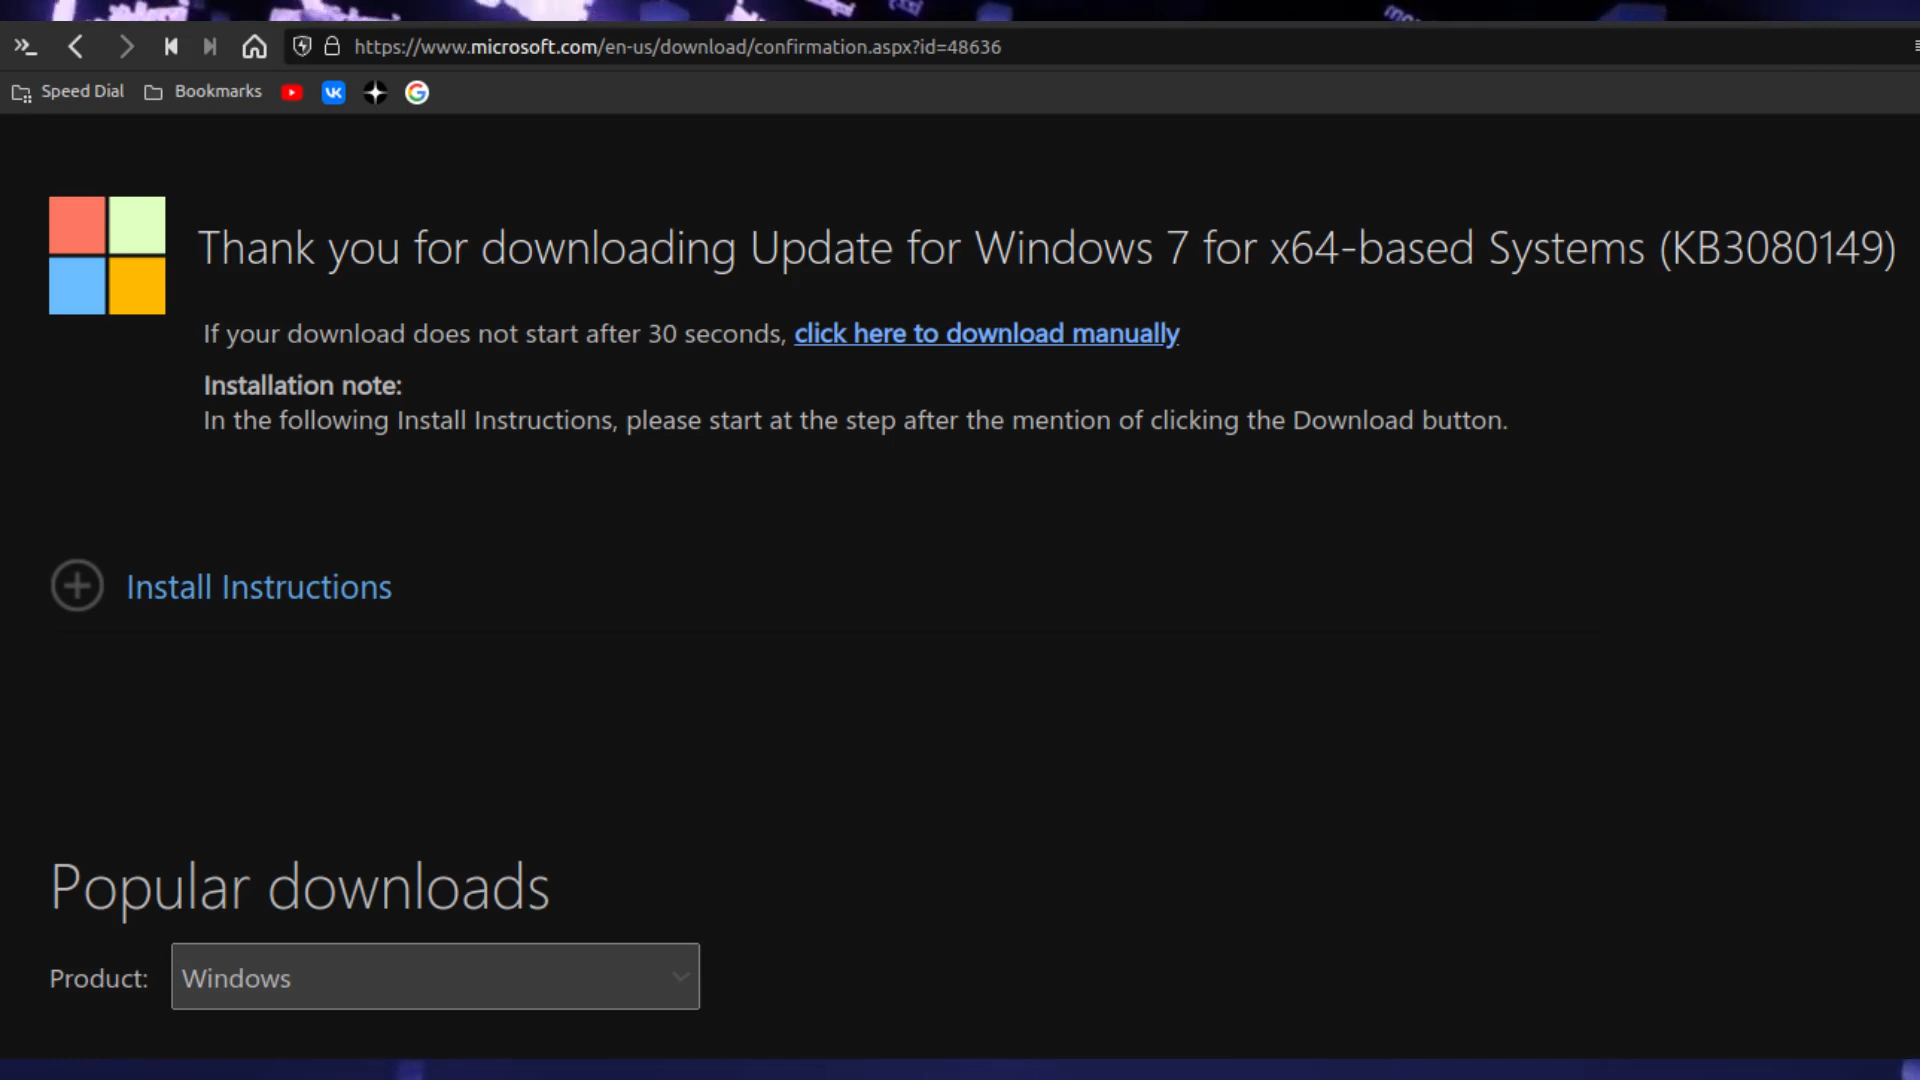 https://www.microsoft.com/en-us/download/confirmation.aspx?id=48636
Speed Dial Bookmarks VK G
Thank you for downloading Update for Windows 7 for x64-based Systems (KB3080149)
If your download does not start after 30 seconds, click here to download manually
Installation note:
In the following Install Instructions, please start at the step after the mention of clicking the Download button.
Install Instructions
Popular downloads
Product: Windows